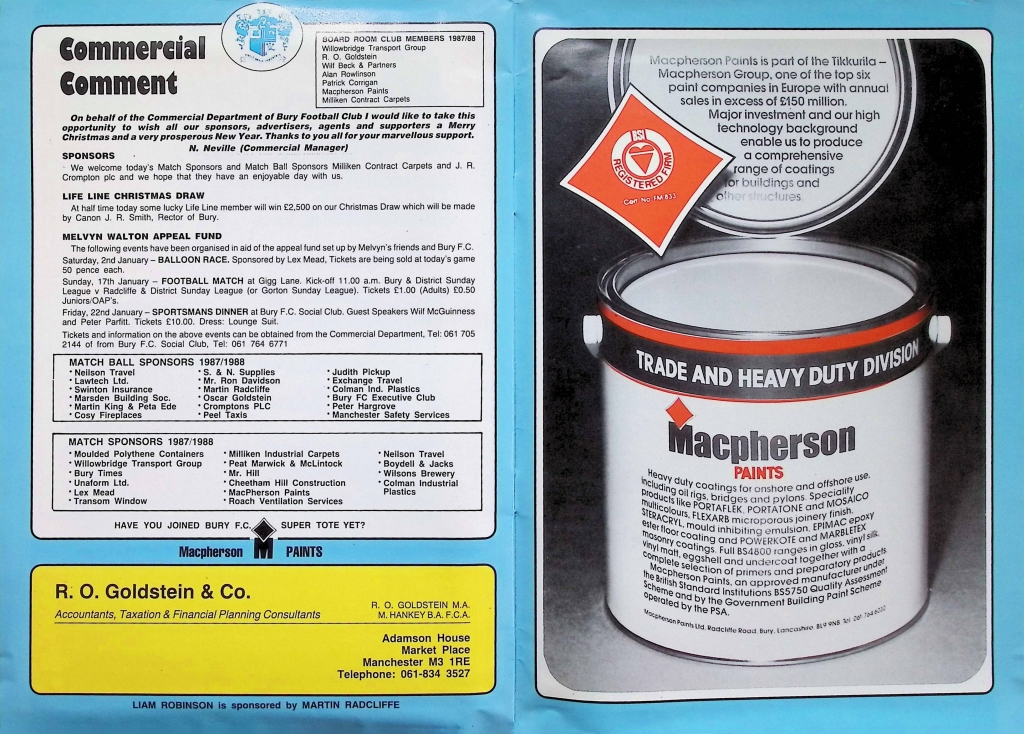 Commercial
Comment
BOARD ROOM CLUB MEMBERS 1987/88
Willowbridge Transport Group
R. O. Goldstein
Wilf Beck & Partners
Alan Rowlinson
Patrick Corrigan
Macpherson Paints
Milliken Contract Carpets
On behalf of the Commercial Department of Bury Football Club I would like to take this
opportunity to wish all our sponsors, advertisers, agents and supporters a Merry
Christmas and a very prosperous New Year. Thanks to you all for your marvellous support.
N. Neville (Commercial Manager)
SPONSORS
We welcome today's Match Sponsors and Match Ball Sponsors Milliken Contract Carpets and J. R.
Crompton plc and we hope that they have an enjoyable day with us.
LIFE LINE CHRISTMAS DRAW
At half time today some lucky Life Line member will win £2,500 on our Christmas Draw which will be made
by Canon J. R. Smith, Rector of Bury.
MELVYN WALTON APPEAL FUND
The following events have been organised in aid of the appeal fund set up by Melvyn's friends and Bury F.C.
Saturday, 2nd January – BALLOON RACE. Sponsored by Lex Mead, Tickets are being sold at today's game
50 pence each.
Sunday, 17th January – FOOTBALL MATCH at Gigg Lane. Kick-off 11.00 a.m. Bury & District Sunday
League v Radcliffe & District Sunday League (or Gorton Sunday League). Tickets £1.00 (Adults) £0.50
Juniors/OAP's.
Friday, 22nd January – SPORTSMANS DINNER at Bury F.C. Social Club. Guest Speakers Wilf McGuinness
and Peter Parfitt. Tickets £10.00. Dress: Lounge Suit.
Tickets and information on the above events can be obtained from the Commercial Department, Tel: 061 705
2144 of from Bury F.C. Social Club, Tel: 061 764 6771
MATCH BALL SPONSORS 1987/1988
* Neilson Travel
* Lawtech Ltd.
* Swinton Insurance
* Marsden Building Soc.
* Martin King & Peta Ede
* Cosy Fireplaces
* S. & N. Supplies
* Mr. Ron Davidson
* Martin Radcliffe
* Oscar Goldstein
* Cromptons PLC
* Peel Taxis
* Judith Pickup
* Exchange Travel
* Colman Ind. Plastics
* Bury FC Executive Club
* Peter Hargrove
* Manchester Safety Services
MATCH SPONSORS 1987/1988
* Moulded Polythene Containers
* Willowbridge Transport Group
* Bury Times
* Unaform Ltd.
* Lex Mead
* Transom Window
* Milliken Industrial Carpets
* Peat Marwick & McLintock
* Mr. Hill
* Cheetham Hill Construction
* MacPherson Paints
* Roach Ventilation Services
* Neilson Travel
* Boydell & Jacks
* Wilsons Brewery
* Colman Industrial
Plastics
HAVE YOU JOINED BURY F.C. SUPER TOTE YET?
Macpherson M PAINTS
R. O. Goldstein & Co.
Accountants, Taxation & Financial Planning Consultants
R. O. GOLDSTEIN M.A.
M. HANKEY B.A. F.C.A.
Adamson House
Market Place
Manchester M3 1RE
Telephone: 061-834 3527
LIAM ROBINSON is sponsored by MARTIN RADCLIFFE
Macpherson Paints is part of the Tikkurila –
Macpherson Group, one of the top six
paint companies in Europe with annual
sales in excess of £150 million.
Major investment and our high
technology background
enable us to produce
a comprehensive
range of coatings
for buildings and
other structures.
BSI
REGISTERED FIRM
Cert. No. FM 833
TRADE AND HEAVY DUTY DIVISION
Macpherson
PAINTS
Heavy duty coatings for onshore and offshore use,
including oil rigs, bridges and pylons. Speciality
products like PORTAFLEK, PORTATONE and MOSAICO
multicolours, FLEXARB microporous joinery finish,
STERACRYL, mould inhibiting emulsion, EPIMAC epoxy
ester floor coating and POWERKOTE and MARBLETEX
masonry coatings. Full BS4800 ranges in gloss, vinyl silk,
vinyl matt, eggshell and undercoat together with a
complete selection of primers and preparatory products
Macpherson Paints, an approved manufacturer under
the British Standard Institutions BS5750 Quality Assessment
Scheme and by the Government Building Paint Scheme
operated by the PSA.
Macpherson Paints Ltd, Radcliffe Road, Bury, Lancashire BL9 9NB Tel: 061 764 6030